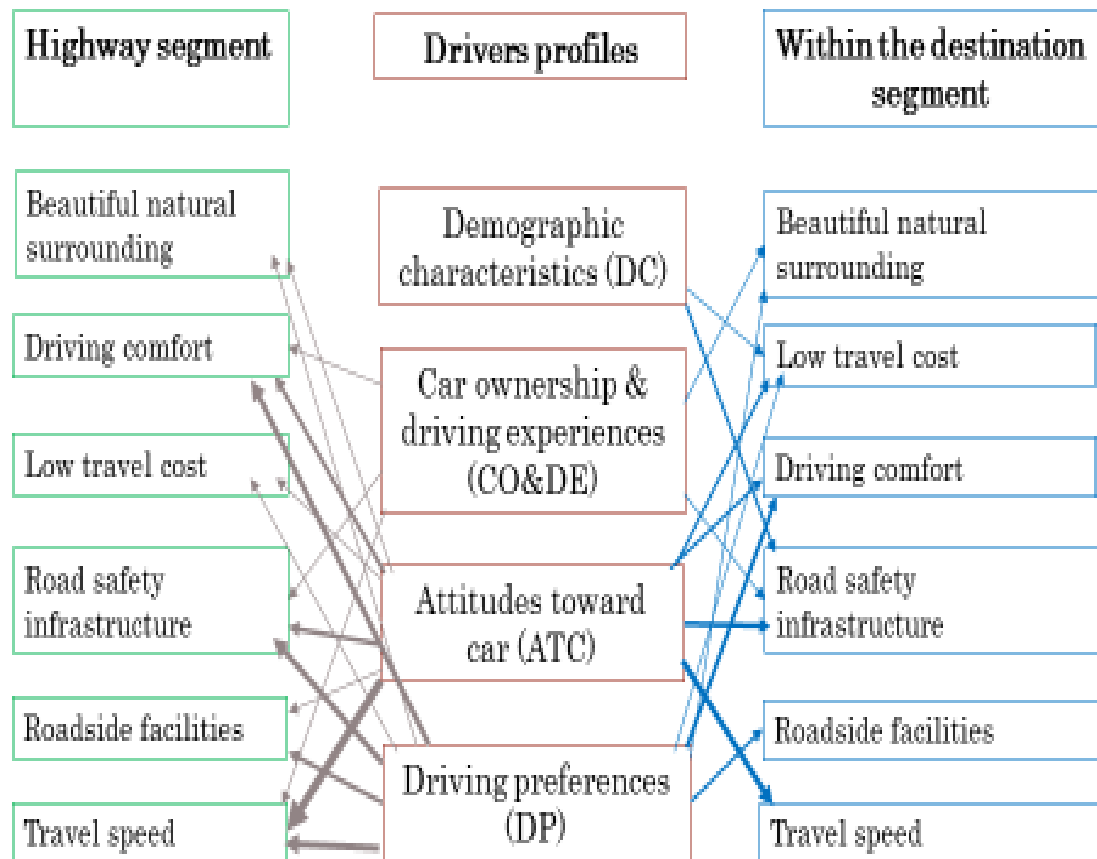 Highway segment
Drivers profiles
Within the destination
segment
Beautiful natural
surrounding
Driving comfort
Low travel cost
Road safety
infrastructure
Roadside facilities
Travel speed
Demographic
characteristics (DC)
Car ownership &
driving experiences
(CO&DE)
Attitudes toward
car (ATC)
Driving preferences
(DP)
Beautiful natural
surrounding
Low travel cost
Driving comfort
Road safety
infrastructure
Roadside facilities
Travel speed